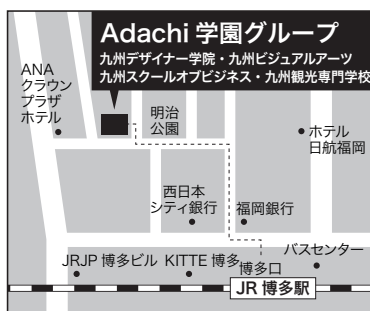 Adachi 学園グループ
九州デザイナー学院・九州ビジュアルアーツ
九州スクールオブビジネス・九州観光専門学校
ANA
クラウン
プラザ
ホテル
明治
公園
ホテル
日航福岡
西日本
シティ銀行
福岡銀行
JRJP 博多ビル
KITTE 博多
博多口
バスセンター
JR 博多駅